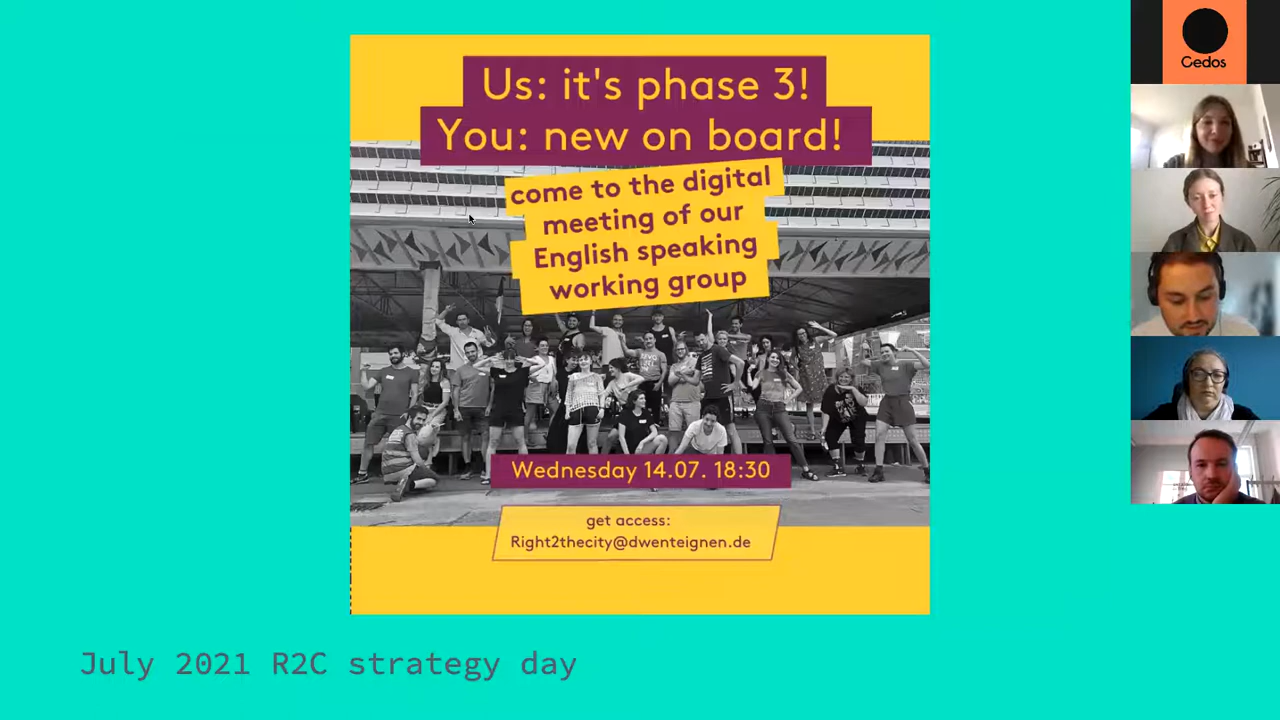 Us: it's phase 3!
You: new on board!
come to the digital
meeting of our
English speaking
working group
Wednesday 14.07. 18:30
get access:
Right2thecity@dwenteignen.de
July 2021 R2C strategy day
Cedos